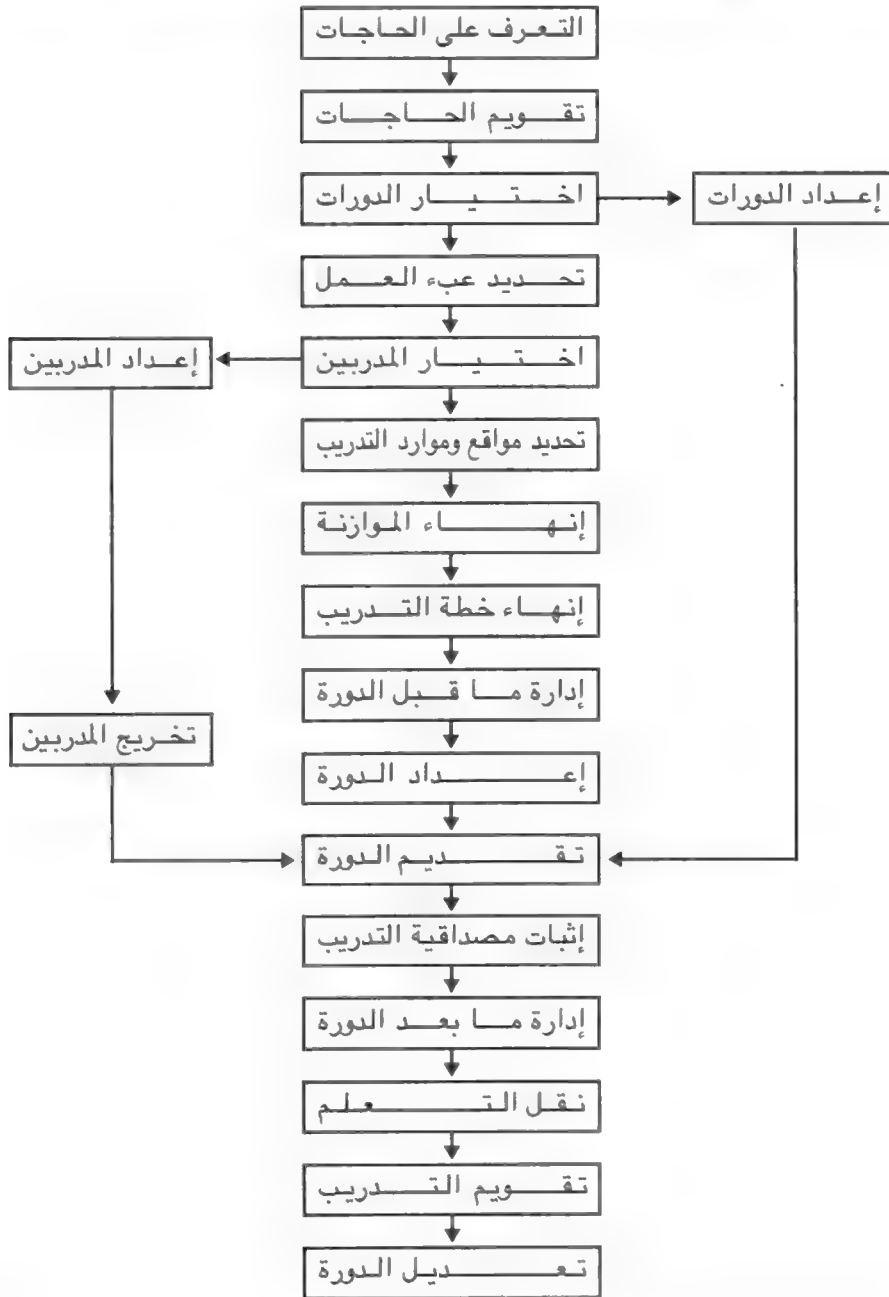 التعرف على الحاجات
تقويم الحاجات
اختيار الدورات
إعداد الدورات
تحديد عبء العمل
اختيار المدربين
إعداد المدربين
تحديد مواقع وموارد التدريب
إنهاء الموازنة
إنهاء خطة التدريب
إدارة ما قبل الدورة
تخريج المدربين
إعداد الدورة
تقديم الدورة
إثبات مصداقية التدريب
إدارة ما بعد الدورة
نقل التعلم
تقويم التدريب
تعديل الدورة